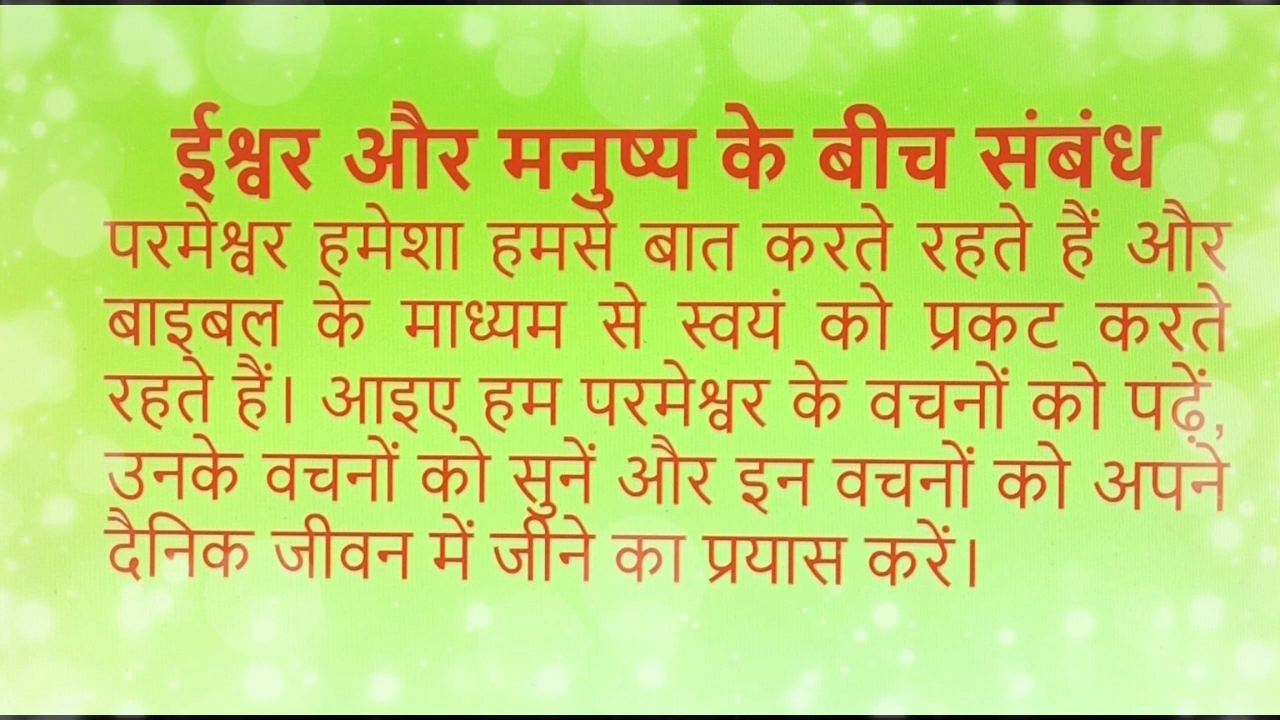 ईश्वर और मनुष्य के बीच संबंध
परमेश्वर हमेशा हमसे बात करते रहते हैं और
बाइबल के माध्यम से स्वयं को प्रकट करते
रहते हैं। आइए हम परमेश्वर के वचनों को पढ़ें,
उनके वचनों को सुनें और इन वचनों को अपने
दैनिक जीवन में जीने का प्रयास करें।